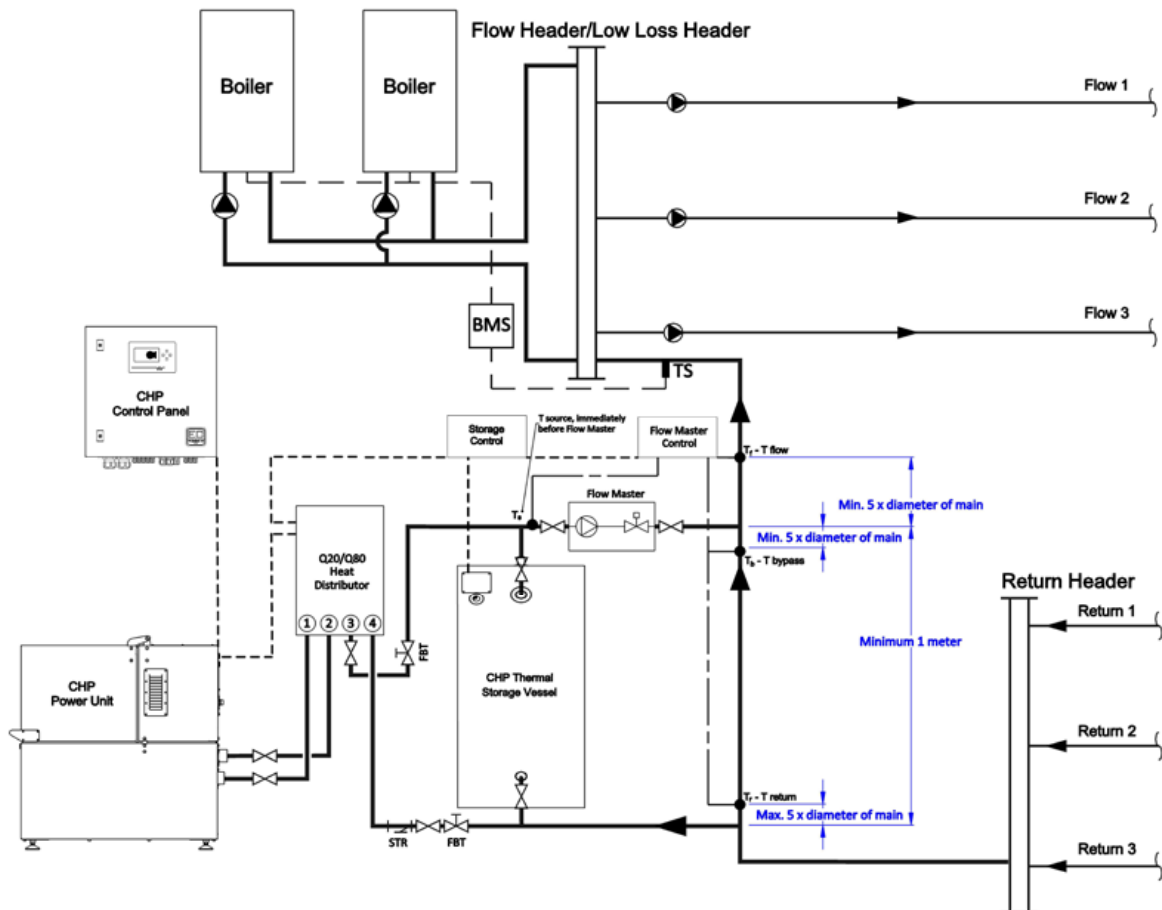 Flow Header/Low Loss Header
Boiler
Boiler
Flow 1
Flow 2
Flow 3
BMS
TS
CHP
Control Panel
T source, immediately
before Flow Master
Storage
Control
Flow Master
Control
Tf - T flow
Flow Master
Min. 5 x diameter of main
Ts
Min. 5 x diameter of main
Tb - T bypass
Q20/Q80
Heat
Distributor
1 2 3 4
FBT
Return Header
Return 1
Minimum 1 meter
CHP
Power Unit
CHP Thermal
Storage Vessel
Return 2
Tr - T return
Max. 5 x diameter of main
STR
FBT
Return 3